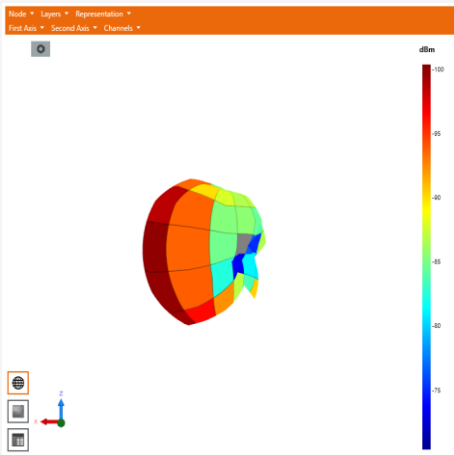 Node Layers Representation
First Axis Second Axis Channels
dBm
-100
-95
-90
-85
-80
-75
Z
X